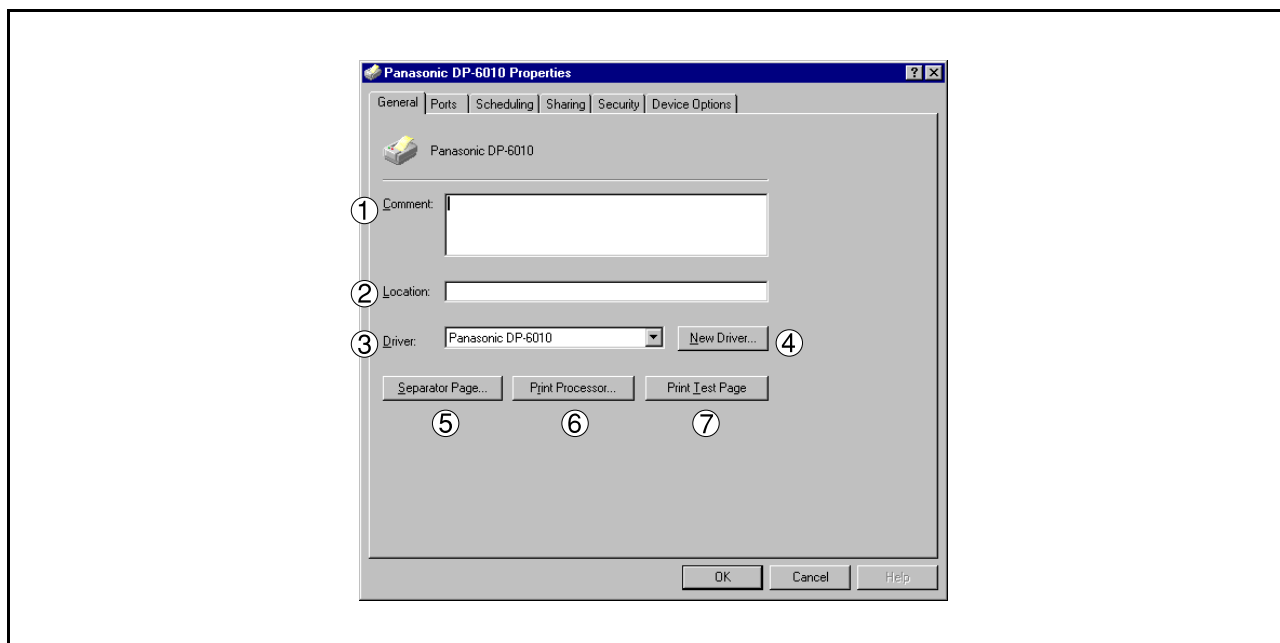 Panasonic DP-6010 Properties
General Ports Scheduling Sharing Security Device Options
Panasonic DP-6010
① Comment:
② Location:
③ Driver: Panasonic DP-6010 New Driver... ④
Separator Page... Print Processor... Print Test Page
⑤ ⑥ ⑦
OK Cancel Help